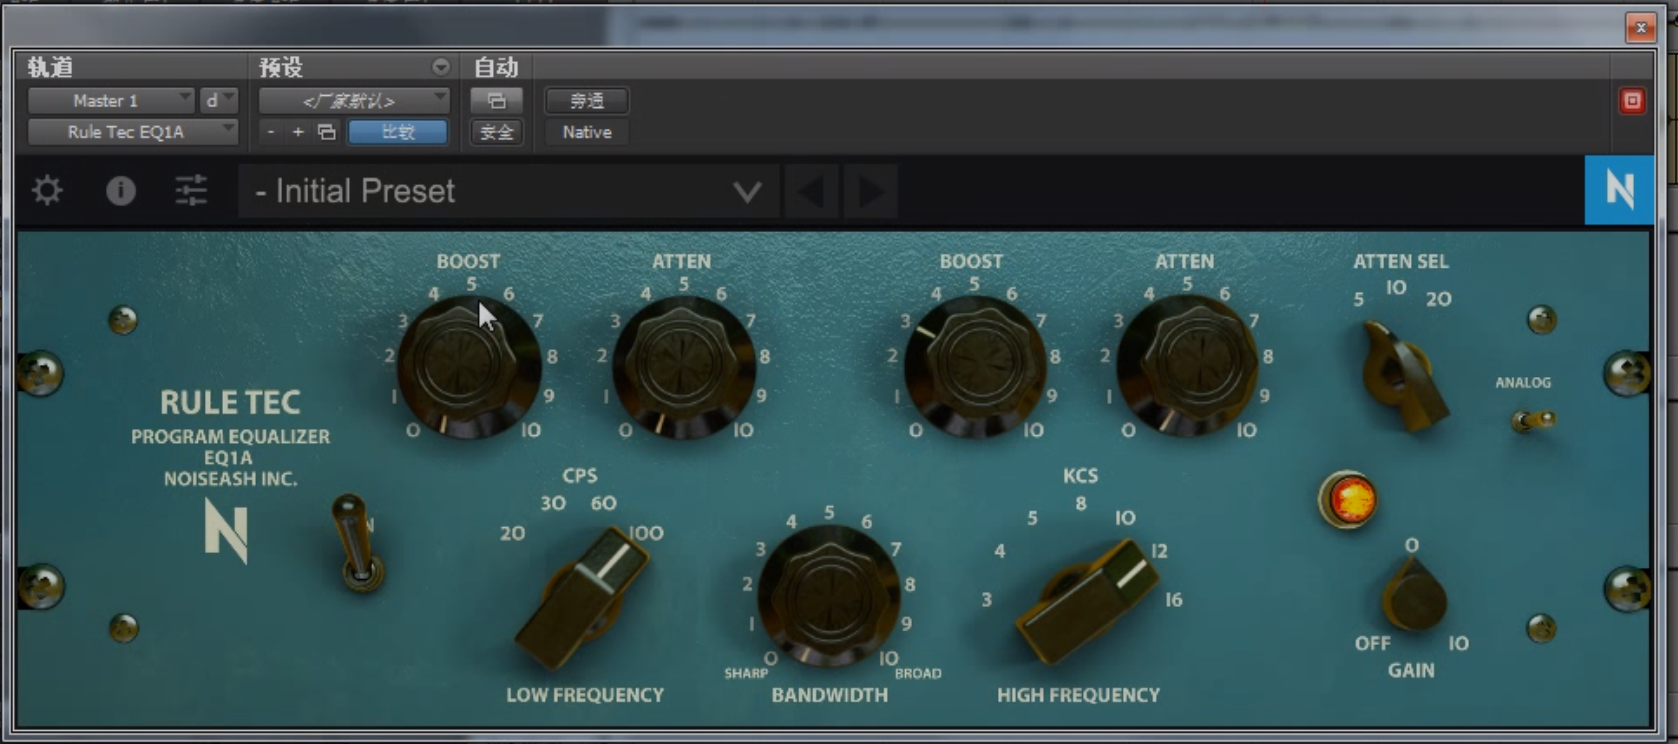 轨道 预设 自动
Master 1 d <厂家默认> 旁通
Rule Tec EQ1A - + 比较 安全 Native
- Initial Preset N
BOOST ATTEN BOOST ATTEN ATTEN SEL
0 1 2 3 4 5 6 7 8 9 10
0 1 2 3 4 5 6 7 8 9 10
0 1 2 3 4 5 6 7 8 9 10
0 1 2 3 4 5 6 7 8 9 10
5 10 20
ANALOG
RULE TEC
PROGRAM EQUALIZER
EQ1A
NOISEASH INC.
N
CPS
20 30 60 100
LOW FREQUENCY
0 1 2 3 4 5 6 7 8 9 10
SHARP BROAD
BANDWIDTH
KCS
3 4 5 8 10 12 16
HIGH FREQUENCY
0
OFF 10
GAIN